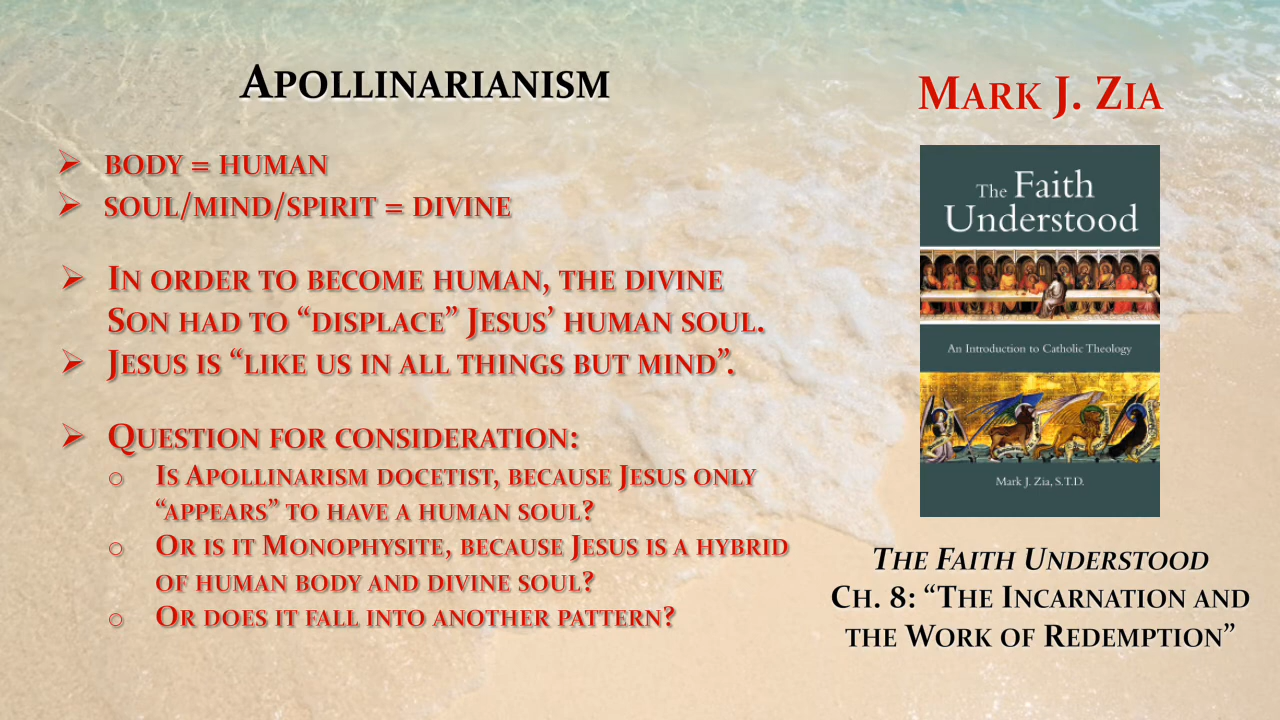 Apollinarianism
body = human
soul/mind/spirit = divine
In order to become human, the divine
Son had to “displace” Jesus’ human soul.
Jesus is “like us in all things but mind”.
Question for consideration:
Is Apollinarism docetist, because Jesus only
“appears” to have a human soul?
Or is it Monophysite, because Jesus is a hybrid
of human body and divine soul?
Or does it fall into another pattern?
Mark J. Zia
The Faith
Understood
An Introduction to Catholic Theology
Mark J. Zia, S.T.D.
The Faith Understood
Ch. 8: “The Incarnation and
the Work of Redemption”